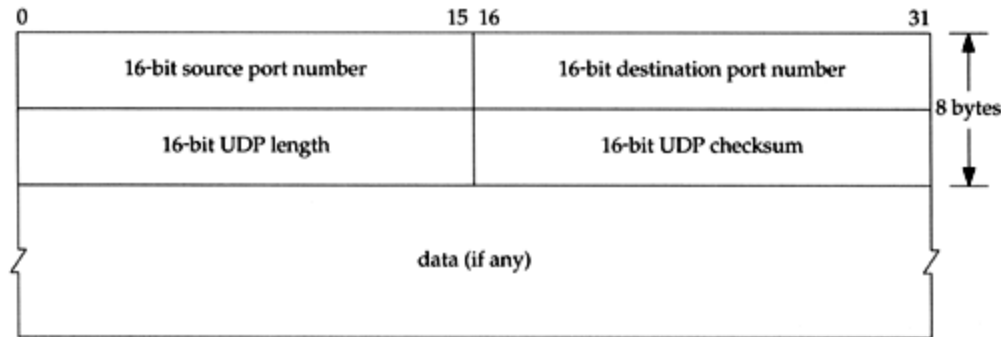 0 15 16 31
16-bit source port number 16-bit destination port number
8 bytes
16-bit UDP length 16-bit UDP checksum
data (if any)